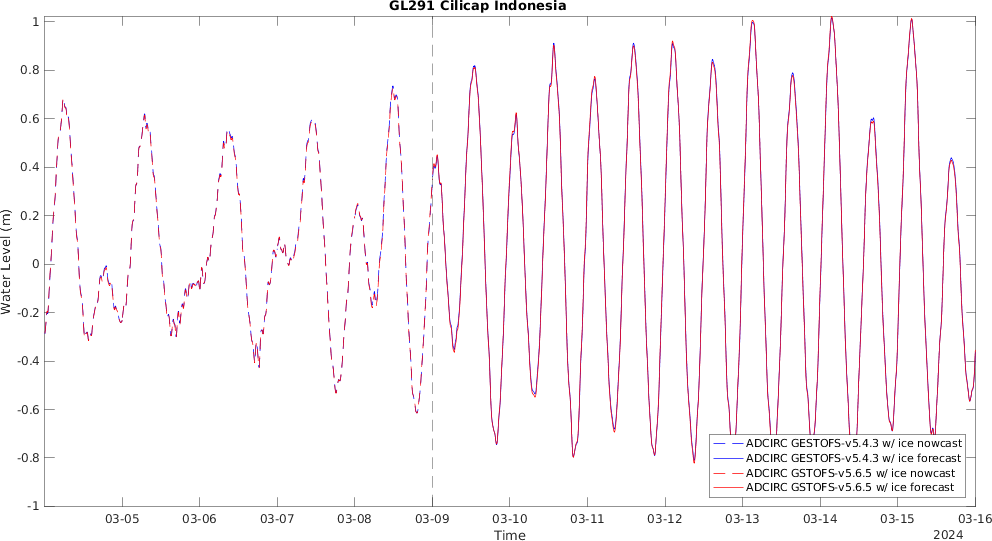 GL291 Cilicap Indonesia
1
0.8
0.6
0.4
0.2
0
-0.2
-0.4
-0.6
-0.8
-1
Water Level (m)
ADCIRC GESTOFS-v5.4.3 w/ ice nowcast
ADCIRC GESTOFS-v5.4.3 w/ ice forecast
ADCIRC GSTOFS-v5.6.5 w/ ice nowcast
ADCIRC GSTOFS-v5.6.5 w/ ice forecast
03-05 03-06 03-07 03-08 03-09 03-10 03-11 03-12 03-13 03-14 03-15 03-16
Time
2024